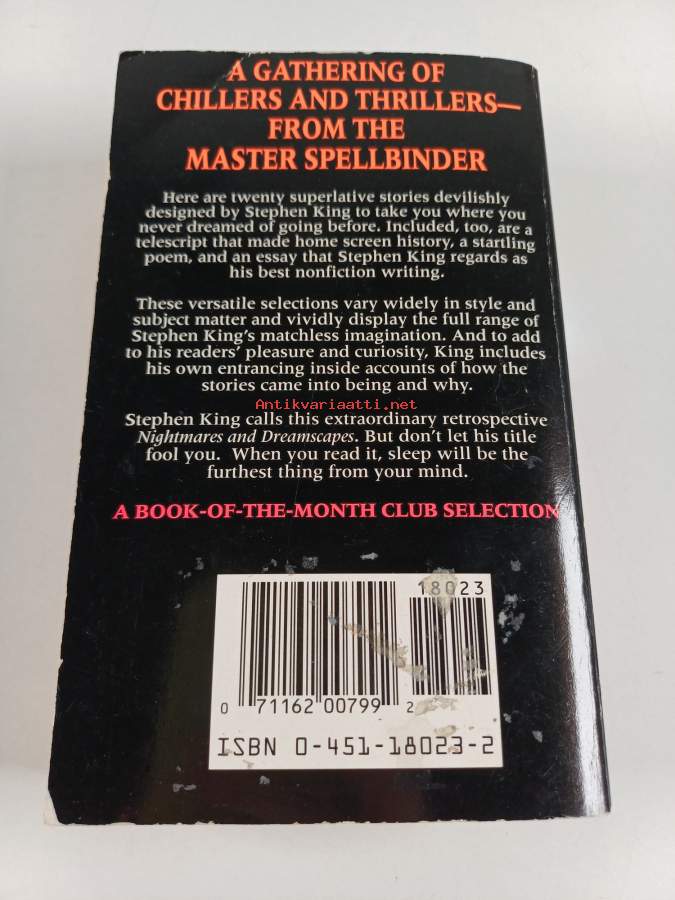 A GATHERING OF
CHILLERS AND THRILLERS—
FROM THE
MASTER SPELLBINDER
Here are twenty superlative stories devilishly
designed by Stephen King to take you where you
never dreamed of going before. Included, too, are a
telescript that made home screen history, a startling
poem, and an essay that Stephen King regards as
his best nonfiction writing.
These versatile selections vary widely in style and
subject matter and vividly display the full range of
Stephen King's matchless imagination. And to add
to his readers' pleasure and curiosity, King includes
his own entrancing inside accounts of how the
stories came into being and why.
Antikvariaatti.net
Stephen King calls this extraordinary retrospective
Nightmares and Dreamscapes. But don't let his title
fool you. When you read it, sleep will be the
furthest thing from your mind.
A BOOK-OF-THE-MONTH CLUB SELECTION
18023
0 71162 00799 2
ISBN 0-451-18023-2